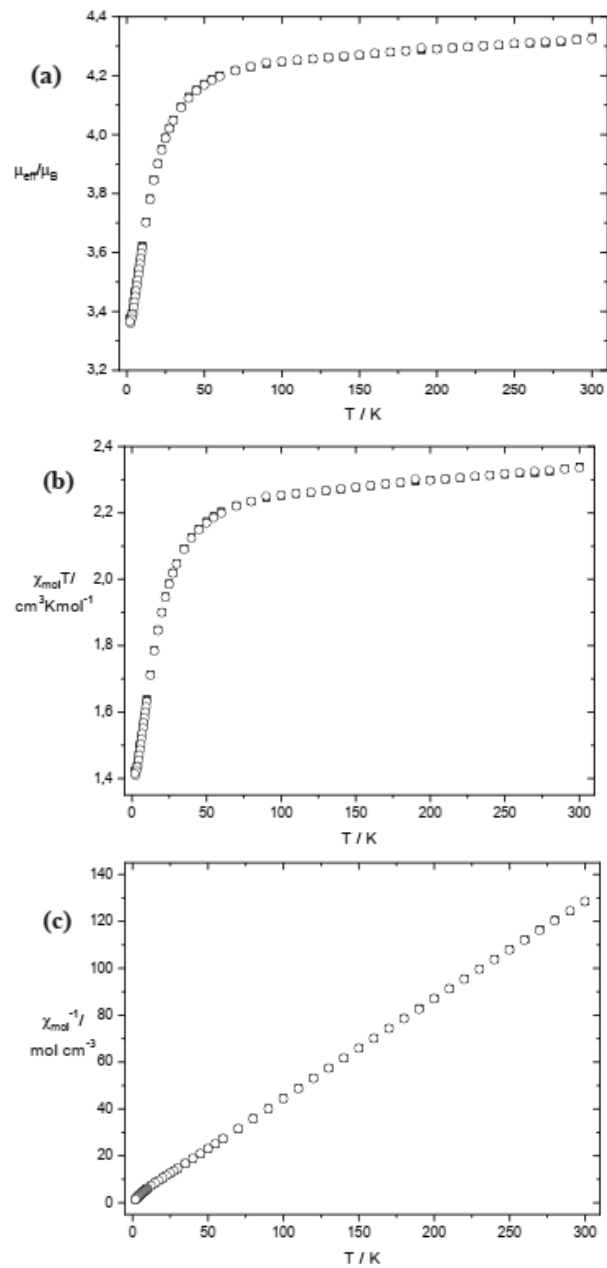 (a)
μeff/μB
4,4
4,2
4,0
3,8
3,6
3,4
3,2
0 50 100 150 200 250 300
T / K
(b)
χmolT/
cm³Kmol⁻¹
2,4
2,2
2,0
1,8
1,6
1,4
0 50 100 150 200 250 300
T / K
(c)
χmol⁻¹/
mol cm⁻³
140
120
100
80
60
40
20
0
0 50 100 150 200 250 300
T / K